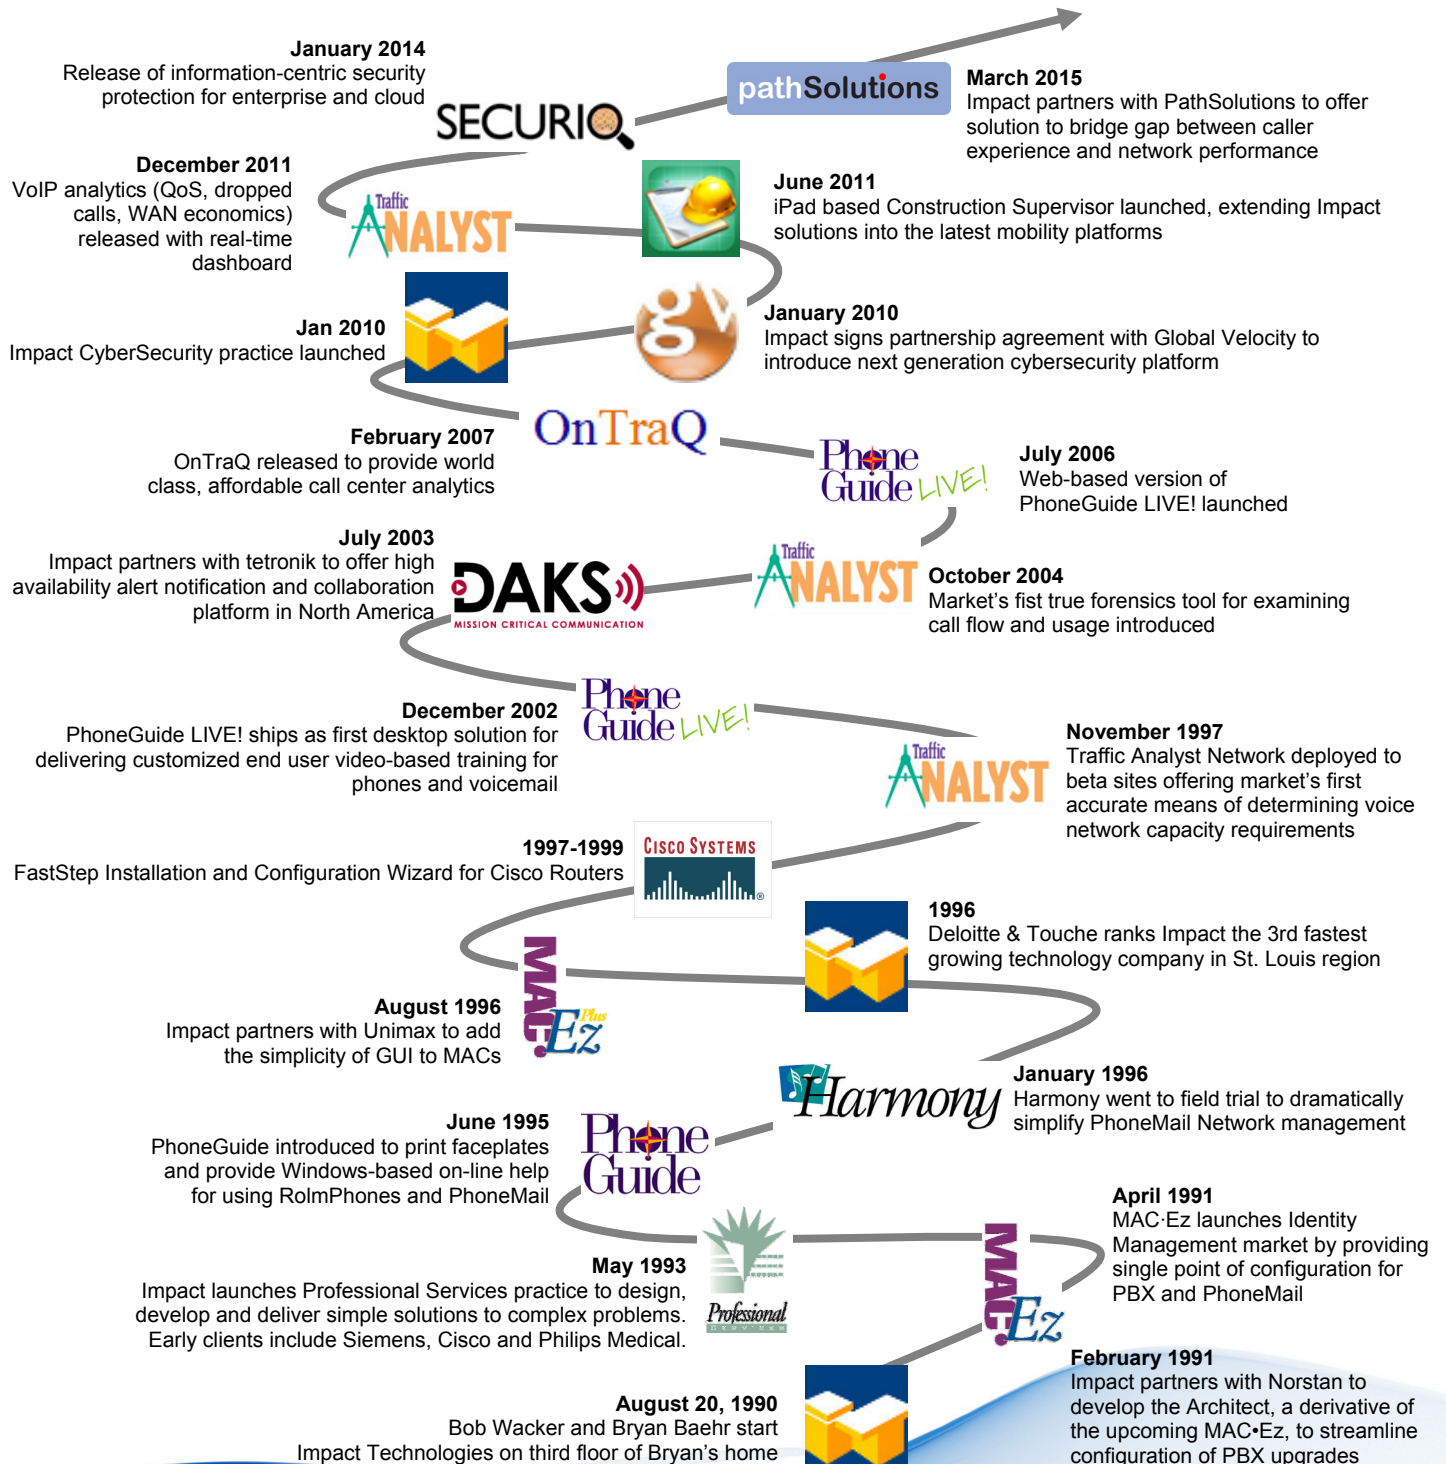 January 2014
Release of information-centric security
protection for enterprise and cloud
SECURIQ
pathSolutions
March 2015
Impact partners with PathSolutions to offer
solution to bridge gap between caller
experience and network performance
December 2011
VoIP analytics (QoS, dropped
calls, WAN economics)
released with real-time
dashboard
Traffic
ANALYST
June 2011
iPad based Construction Supervisor launched, extending Impact
solutions into the latest mobility platforms
Jan 2010
Impact CyberSecurity practice launched
gv
January 2010
Impact signs partnership agreement with Global Velocity to
introduce next generation cybersecurity platform
February 2007
OnTraQ released to provide world
class, affordable call center analytics
OnTraQ
Phone
Guide LIVE!
July 2006
Web-based version of
PhoneGuide LIVE! launched
July 2003
Impact partners with tetronik to offer high
availability alert notification and collaboration
platform in North America
DAKS
MISSION CRITICAL COMMUNICATION
Traffic
ANALYST
October 2004
Market's fist true forensics tool for examining
call flow and usage introduced
December 2002
PhoneGuide LIVE! ships as first desktop solution for
delivering customized end user video-based training for
phones and voicemail
Phone
Guide LIVE!
Traffic
ANALYST
November 1997
Traffic Analyst Network deployed to
beta sites offering market's first
accurate means of determining voice
network capacity requirements
1997-1999
FastStep Installation and Configuration Wizard for Cisco Routers
CISCO SYSTEMS
®
1996
Deloitte & Touche ranks Impact the 3rd fastest
growing technology company in St. Louis region
August 1996
Impact partners with Unimax to add
the simplicity of GUI to MACs
MAC·Ez Plus
Harmony
January 1996
Harmony went to field trial to dramatically
simplify PhoneMail Network management
June 1995
PhoneGuide introduced to print faceplates
and provide Windows-based on-line help
for using RolmPhones and PhoneMail
Phone
Guide
April 1991
MAC·Ez launches Identity
Management market by providing
single point of configuration for
PBX and PhoneMail
MAC·Ez
May 1993
Impact launches Professional Services practice to design,
develop and deliver simple solutions to complex problems.
Early clients include Siemens, Cisco and Philips Medical.
Professional
Services
February 1991
Impact partners with Norstan to
develop the Architect, a derivative of
the upcoming MAC•Ez, to streamline
configuration of PBX upgrades
August 20, 1990
Bob Wacker and Bryan Baehr start
Impact Technologies on third floor of Bryan's home